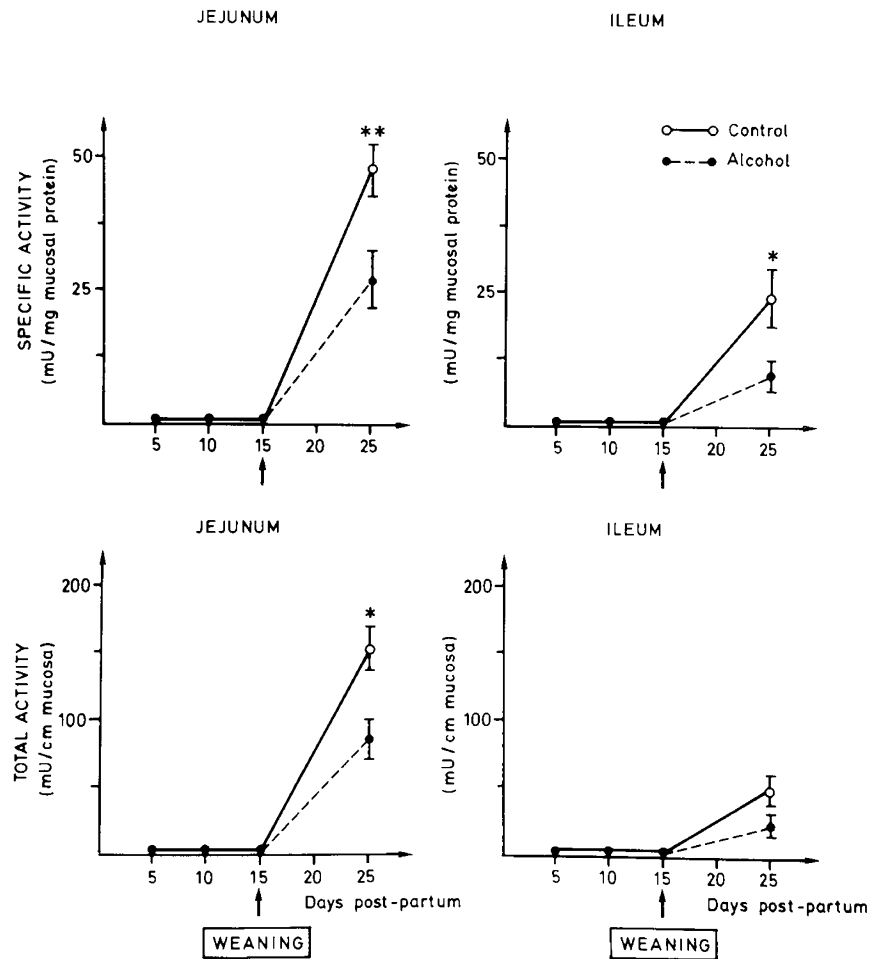 JEJUNUM
ILEUM
SPECIFIC ACTIVITY
(mU/mg mucosal protein)
50
25
**
5 10 15 20 25
(mU/mg mucosal protein)
50
25
Control
Alcohol
*
5 10 15 20 25
JEJUNUM
ILEUM
TOTAL ACTIVITY
(mU/cm mucosa)
200
100
*
5 10 15 20 25
Days post-partum
WEANING
(mU/cm mucosa)
200
100
5 10 15 20 25
Days post-partum
WEANING